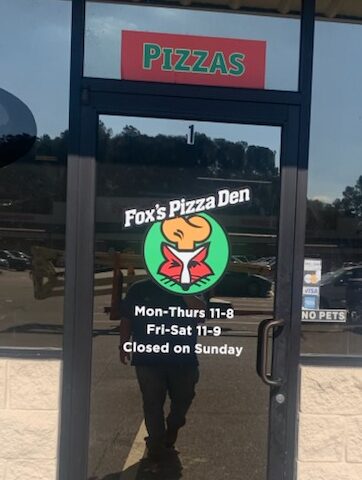 PIZZAS
1
Fox's Pizza Den
Mon-Thurs 11-8
Fri-Sat 11-9
Closed on Sunday
VISA
NO PETS